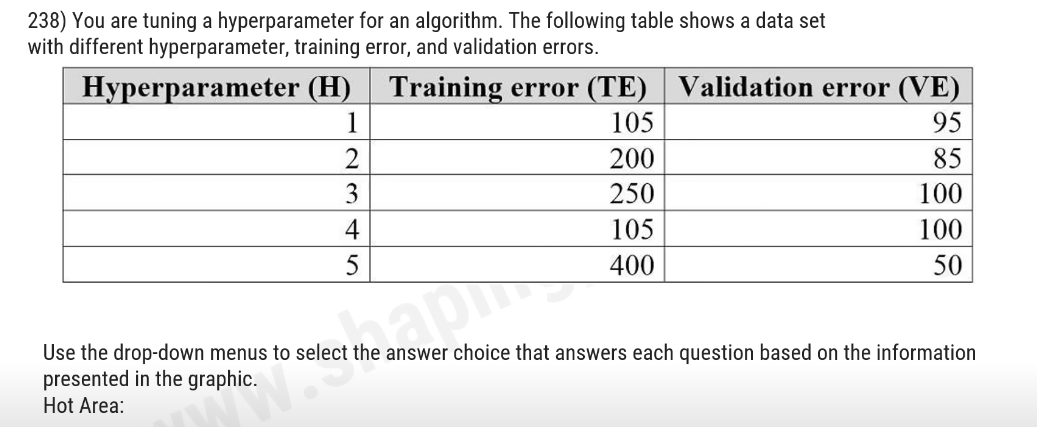 238) You are tuning a hyperparameter for an algorithm. The following table shows a data set
with different hyperparameter, training error, and validation errors.
Hyperparameter (H) Training error (TE) Validation error (VE)
1 105 95
2 200 85
3 250 100
4 105 100
5 400 50
Use the drop-down menus to select the answer choice that answers each question based on the information
presented in the graphic.
Hot Area: